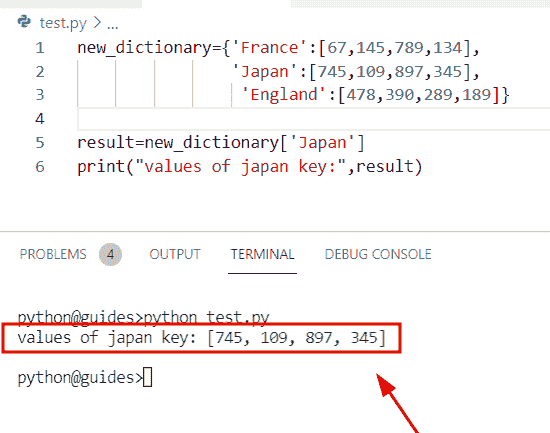 test.py > ...
1 new_dictionary={'France':[67,145,789,134],
2 'Japan':[745,109,897,345],
3 'England':[478,390,289,189]}
4
5 result=new_dictionary['Japan']
6 print("values of japan key:",result)
PROBLEMS 4 OUTPUT TERMINAL DEBUG CONSOLE
python@guides>python test.py
values of japan key: [745, 109, 897, 345]
python@guides>